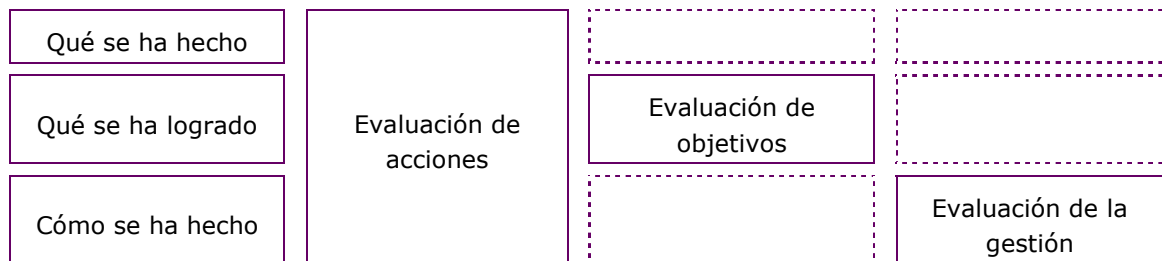 Qué se ha hecho
Qué se ha logrado
Cómo se ha hecho
Evaluación de
acciones
Evaluación de
objetivos
Evaluación de la
gestión